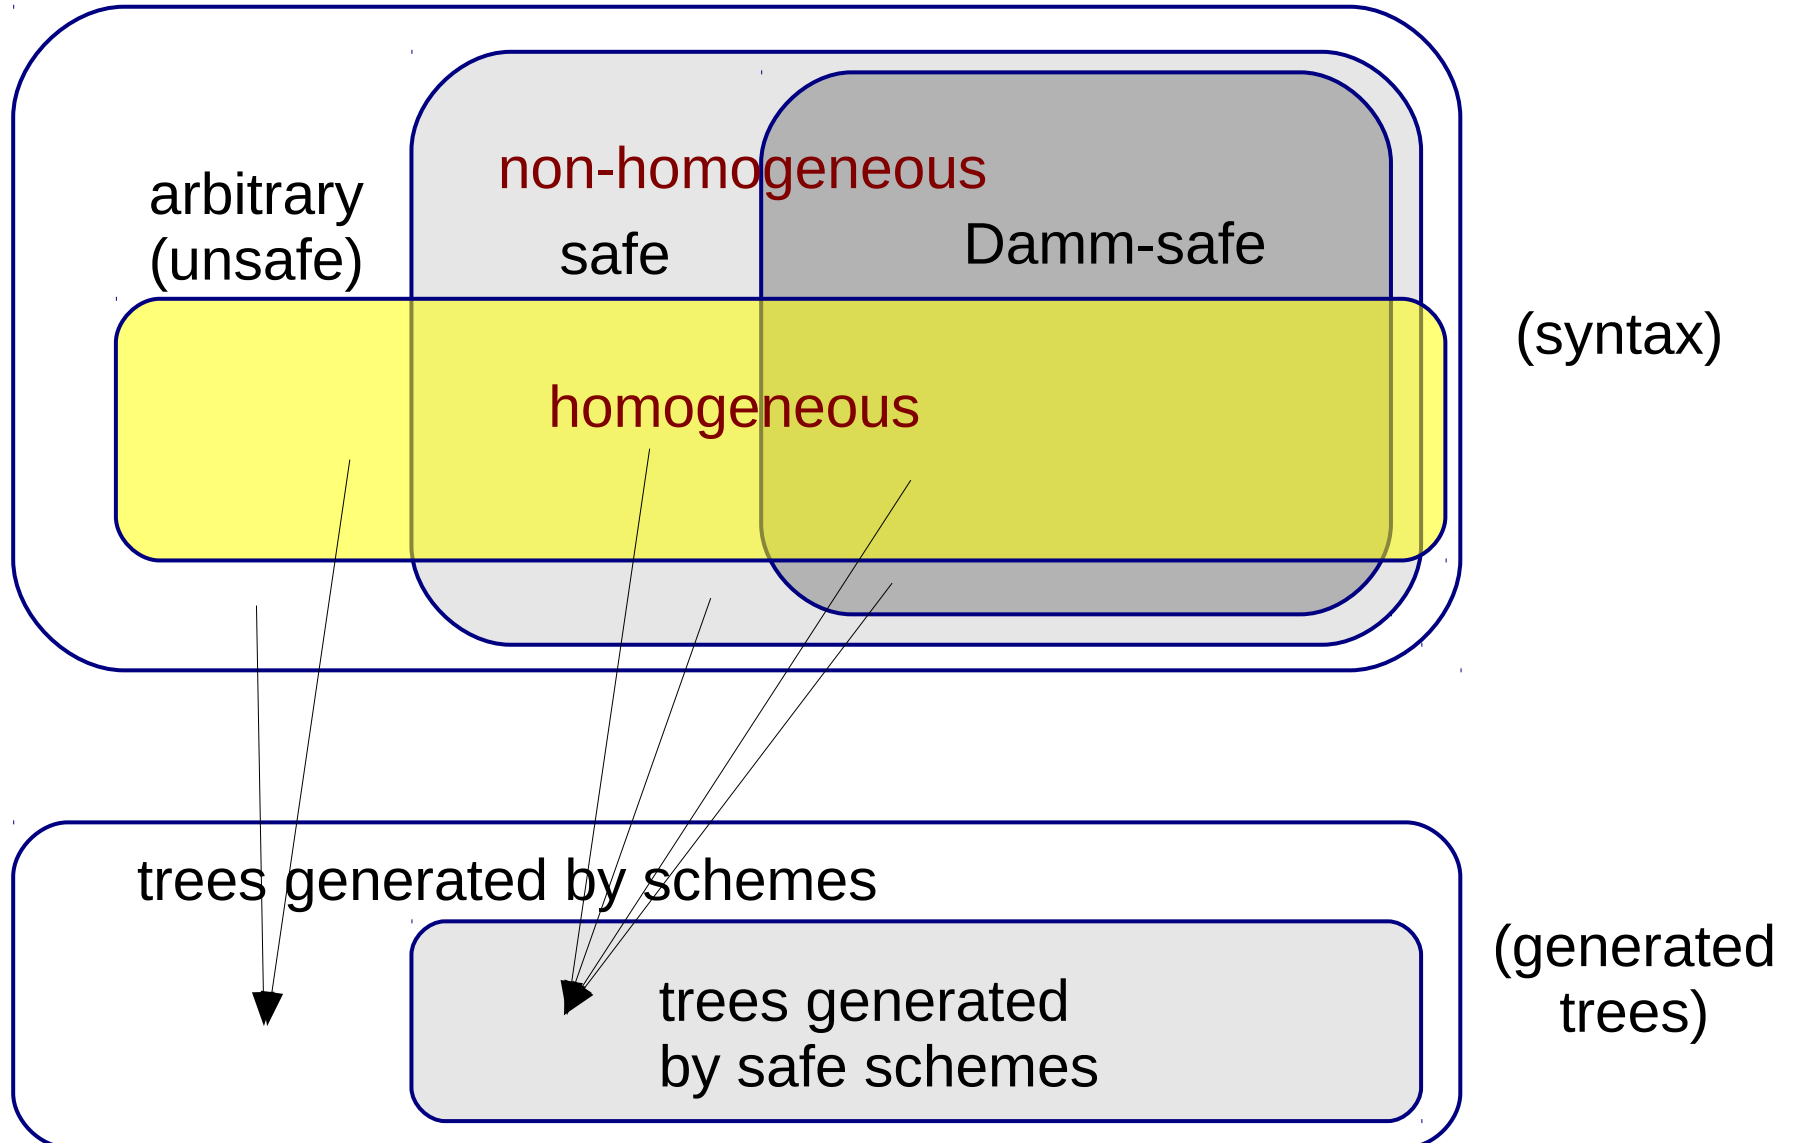 non-homogeneous
arbitrary
(unsafe)
safe
Damm-safe
(syntax)
homogeneous
trees generated by schemes
(generated
trees)
trees generated
by safe schemes